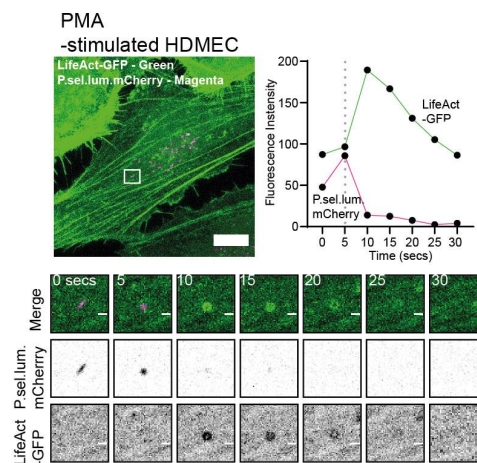 PMA
-stimulated HDMEC
LifeAct-GFP - Green
P.sel.lum.mCherry - Magenta
Fluorescence Instensity
200
150
100
50
0
LifeAct
-GFP
P.sel.lum.
mCherry
0 5 10 15 20 25 30
Time (secs)
0 secs 5 10 15 20 25 30
Merge
P.sel.lum.
mCherrry
LifeAct
-GFP